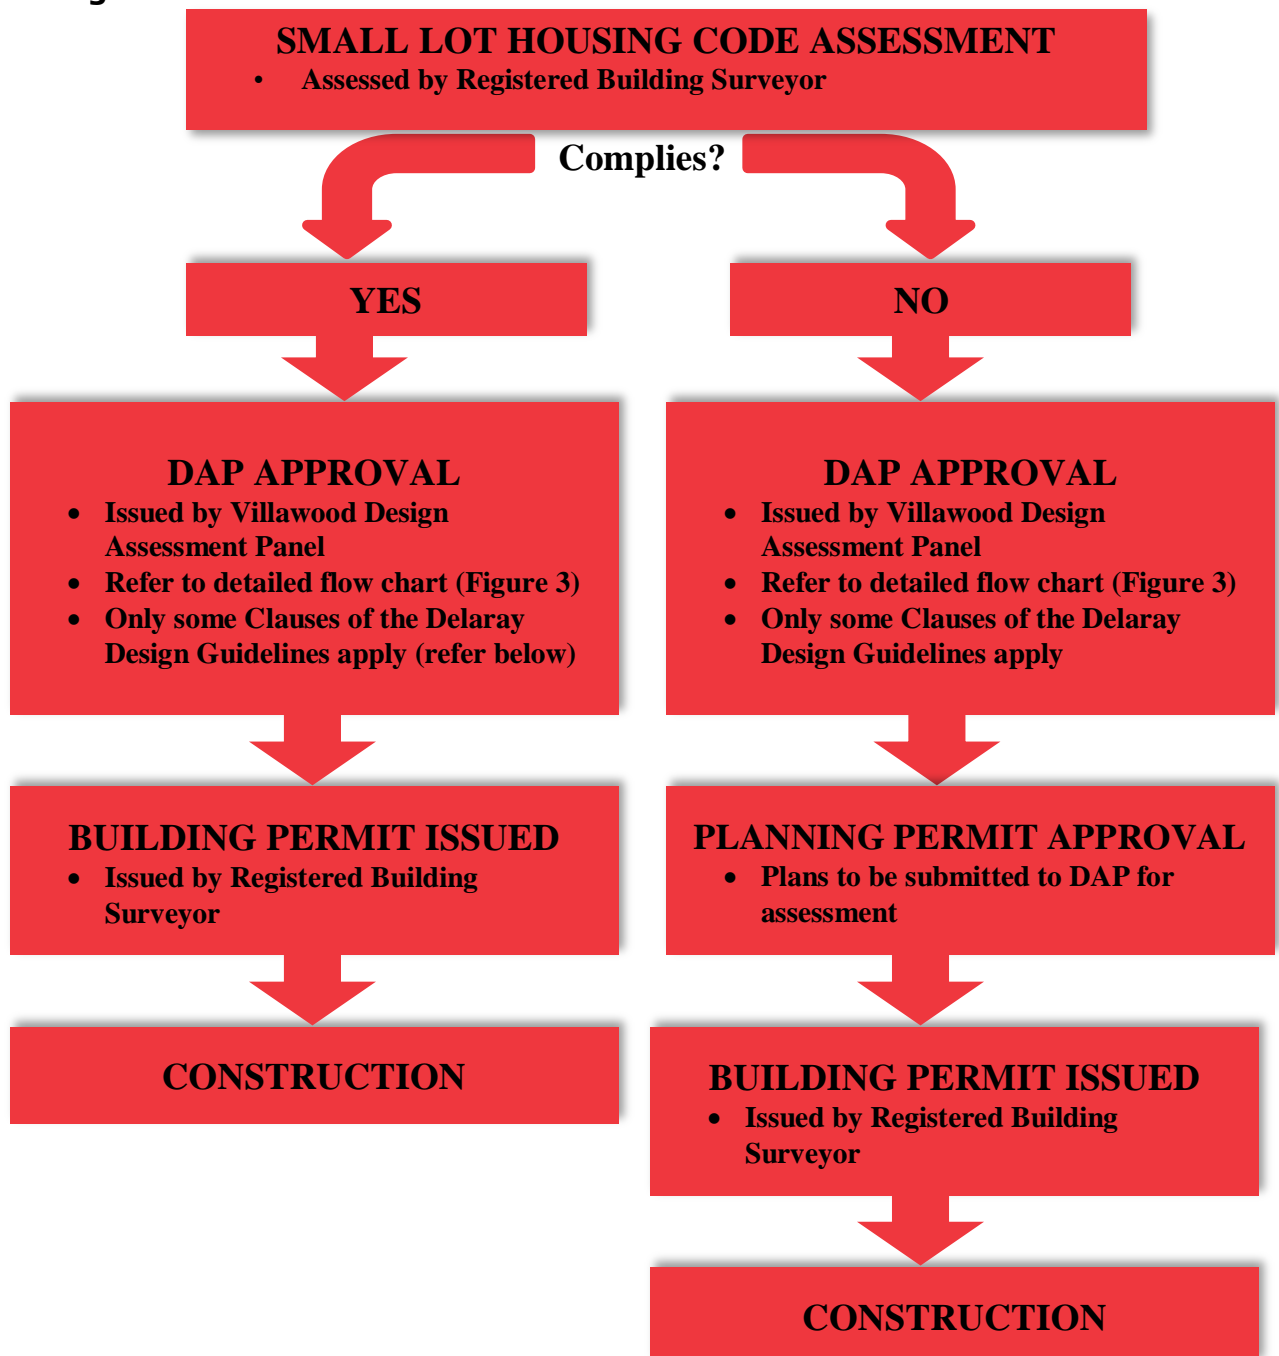 SMALL LOT HOUSING CODE ASSESSMENT
• Assessed by Registered Building Surveyor
Complies?
YES
NO
DAP APPROVAL
• Issued by Villawood Design
Assessment Panel
• Refer to detailed flow chart (Figure 3)
• Only some Clauses of the Delaray
Design Guidelines apply (refer below)
DAP APPROVAL
• Issued by Villawood Design
Assessment Panel
• Refer to detailed flow chart (Figure 3)
• Only some Clauses of the Delaray
Design Guidelines apply
BUILDING PERMIT ISSUED
• Issued by Registered Building
Surveyor
PLANNING PERMIT APPROVAL
• Plans to be submitted to DAP for
assessment
CONSTRUCTION
BUILDING PERMIT ISSUED
• Issued by Registered Building
Surveyor
CONSTRUCTION